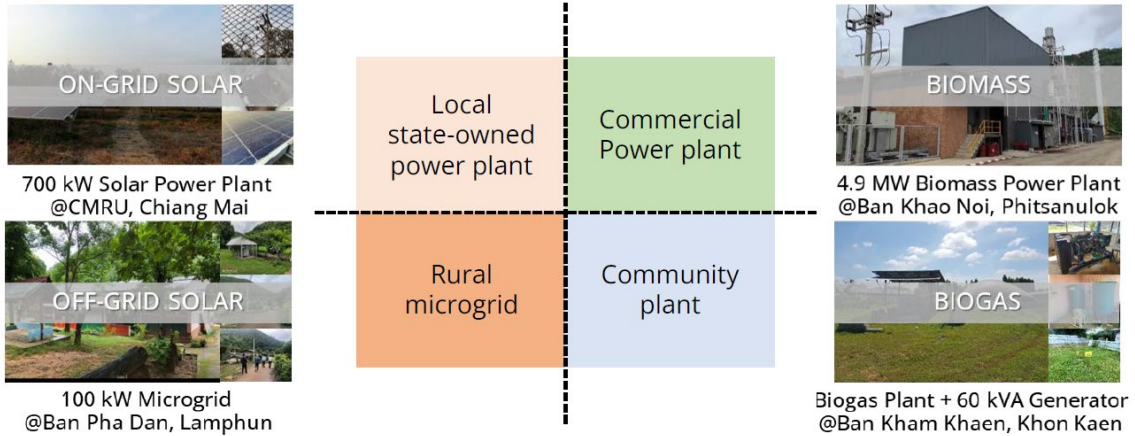 ON-GRID SOLAR
700 kW Solar Power Plant
@CMRU, Chiang Mai
Local
state-owned
power plant
Commercial
Power plant
BIOMASS
4.9 MW Biomass Power Plant
@Ban Khao Noi, Phitsanulok
OFF-GRID SOLAR
100 kW Microgrid
@Ban Pha Dan, Lamphun
Rural
microgrid
Community
plant
BIOGAS
Biogas Plant + 60 kVA Generator
@Ban Kham Khaen, Khon Kaen